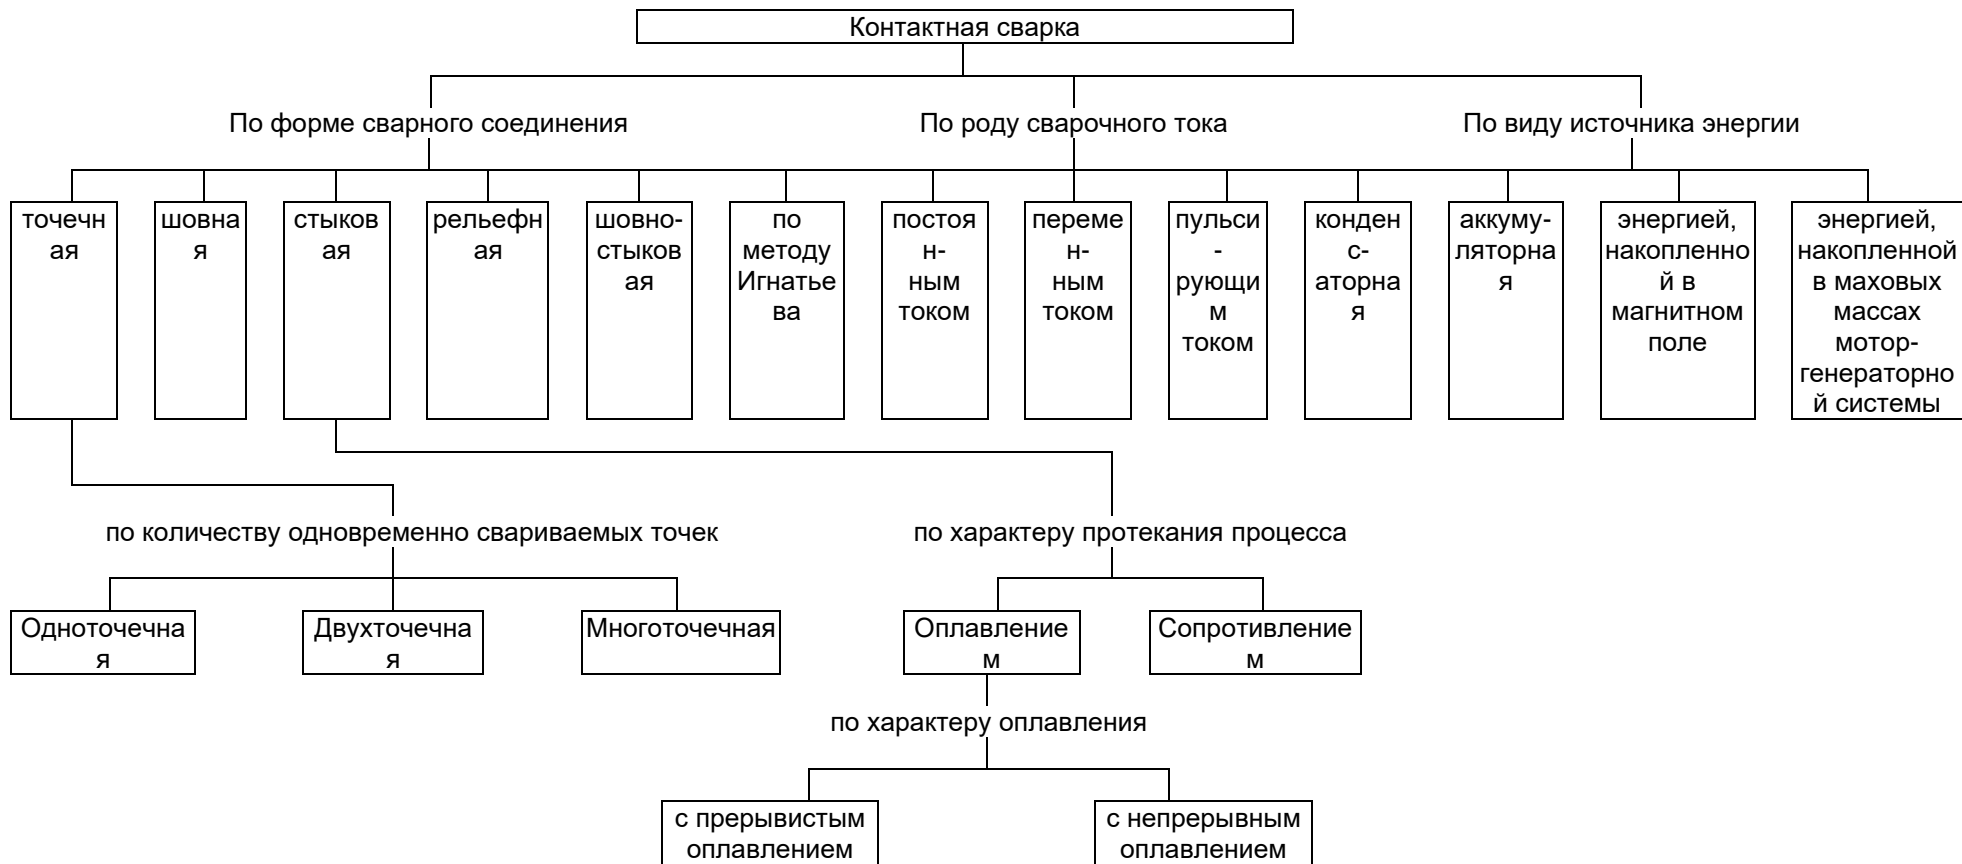 Контактная сварка
По форме сварного соединения
По роду сварочного тока
По виду источника энергии
точечн
ая
шовна
я
стыков
ая
рельефн
ая
шовно-
стыков
ая
по
методу
Игнатье
ва
постоя
н-
ным
током
переме
н-
ным
током
пульси
-
рующи
м
током
конден
с-
аторна
я
аккуму-
ляторна
я
энергией,
накопленно
й в
магнитном
поле
энергией,
накопленной
в маховых
массах
мотор-
генераторно
й системы
по количеству одновременно свариваемых точек
по характеру протекания процесса
Одноточечна
я
Двухточечна
я
Многоточечная
Оплавление
м
Сопротивление
м
по характеру оплавления
с прерывистым
оплавлением
с непрерывным
оплавлением